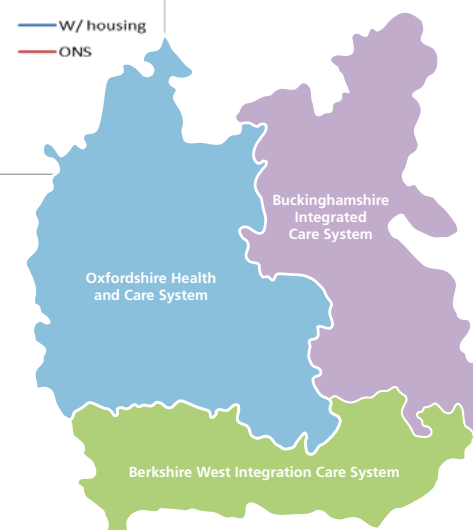 W/ housing
ONS
Buckinghamshire
Integrated
Care System
Oxfordshire Health
and Care System
Berkshire West Integration Care System